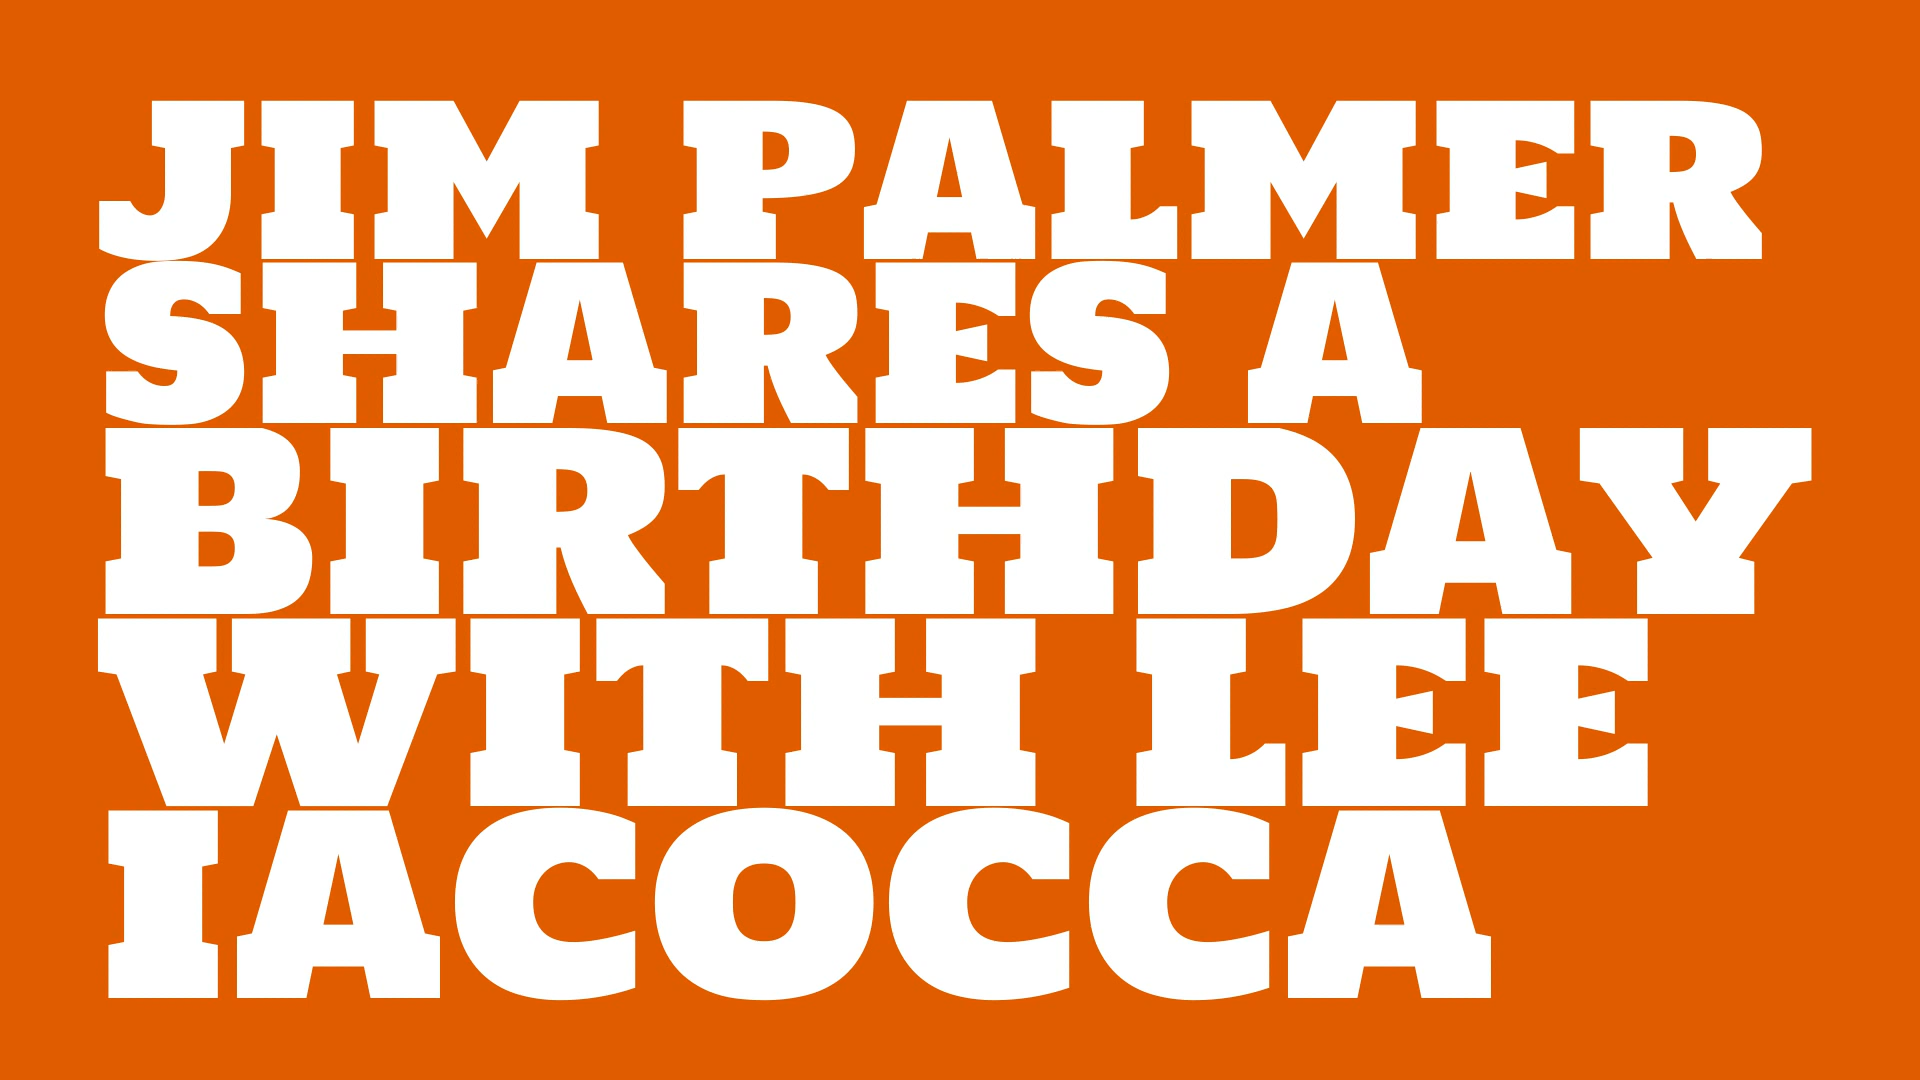 JIM PALMER
SHARES A
BIRTHDAY
WITH LEE
IACOCCA